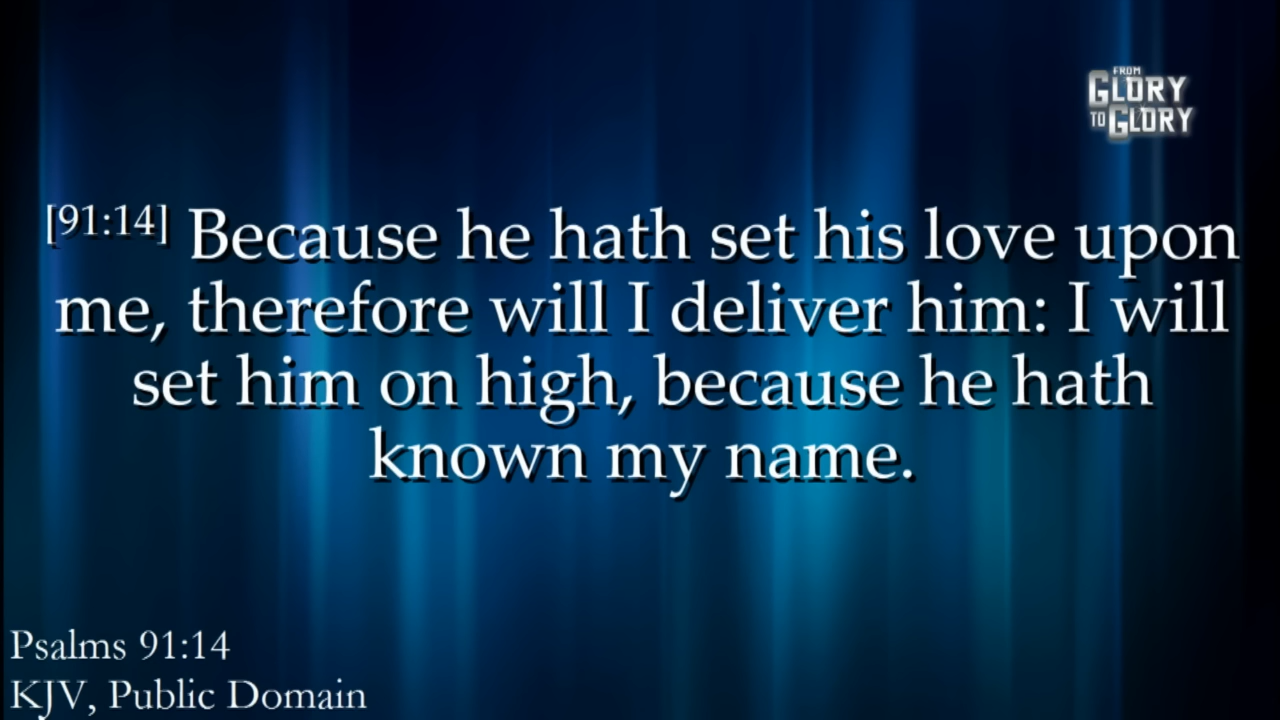 FROM
GLORY
TO GLORY
[91:14] Because he hath set his love upon
me, therefore will I deliver him: I will
set him on high, because he hath
known my name.
Psalms 91:14
KJV, Public Domain